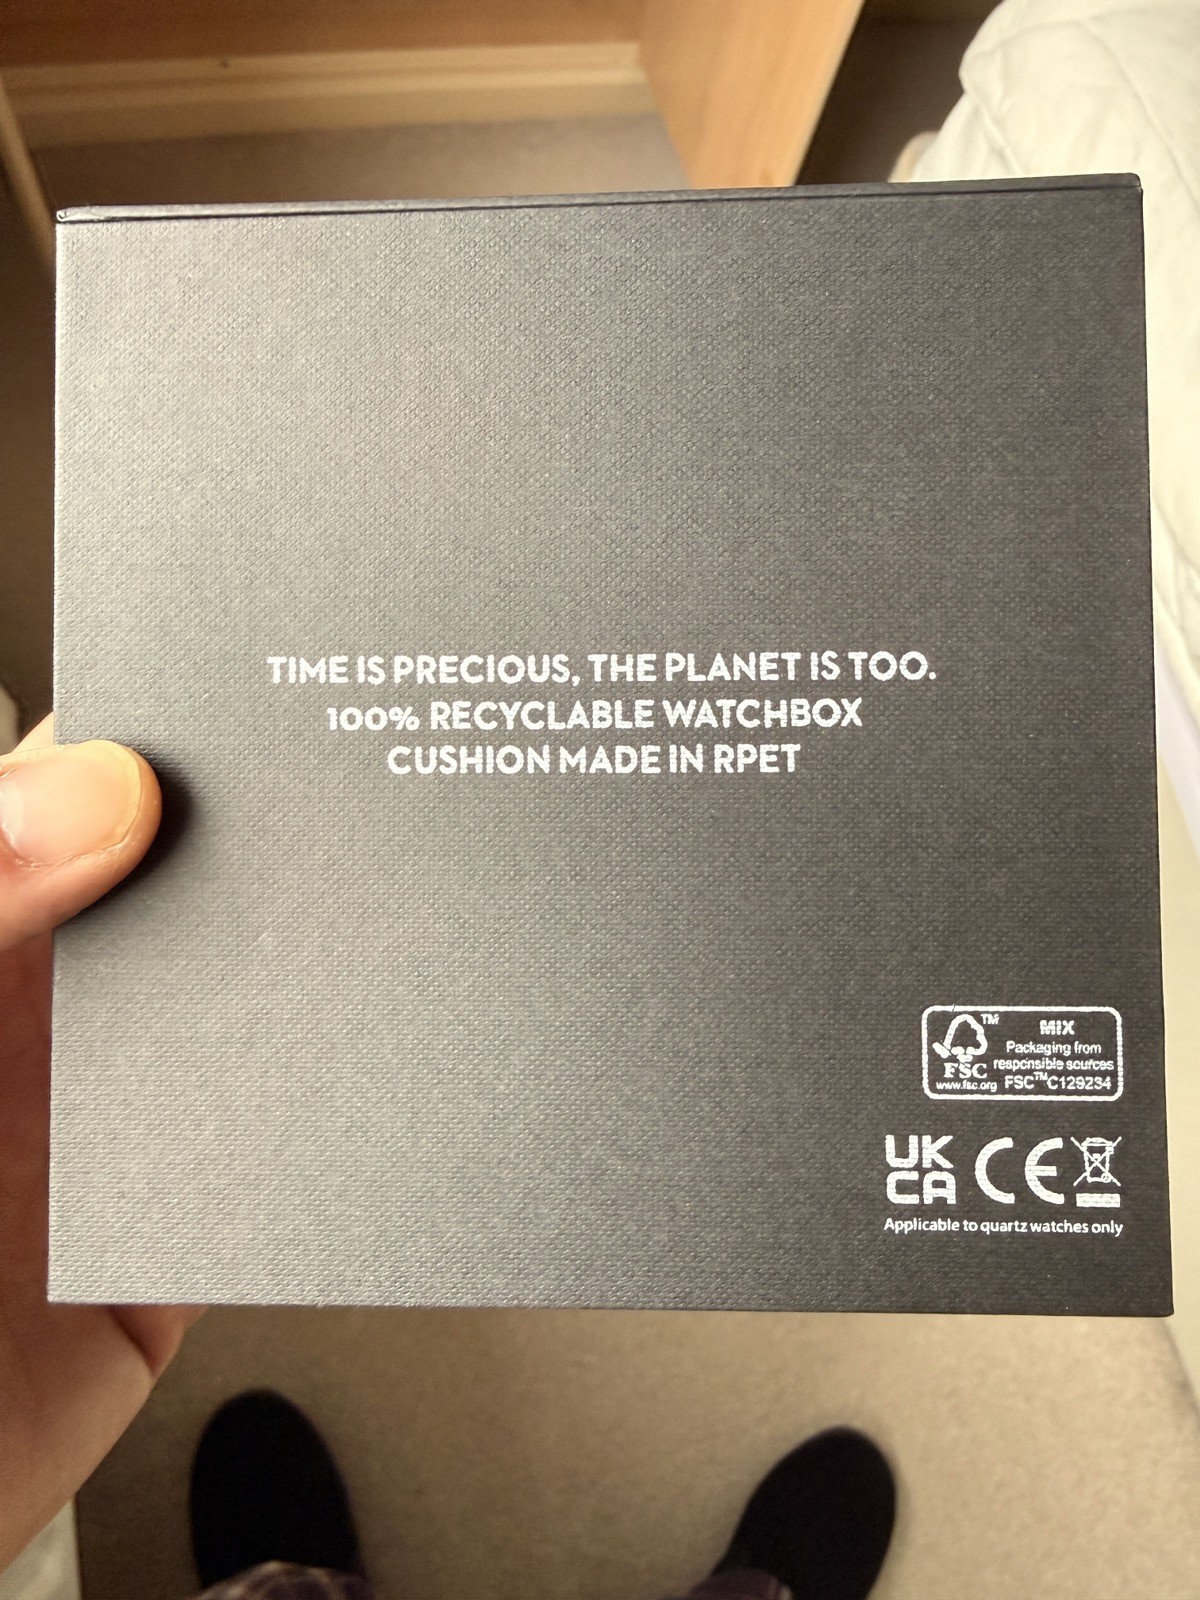 TIME IS PRECIOUS, THE PLANET IS TOO.
100% RECYCLABLE WATCHBOX
CUSHION MADE IN RPET
TM
FSC
www.fsc.org
MIX
Packaging from
responsible sources
FSC™C129234
UK
CA
CE
Applicable to quartz watches only